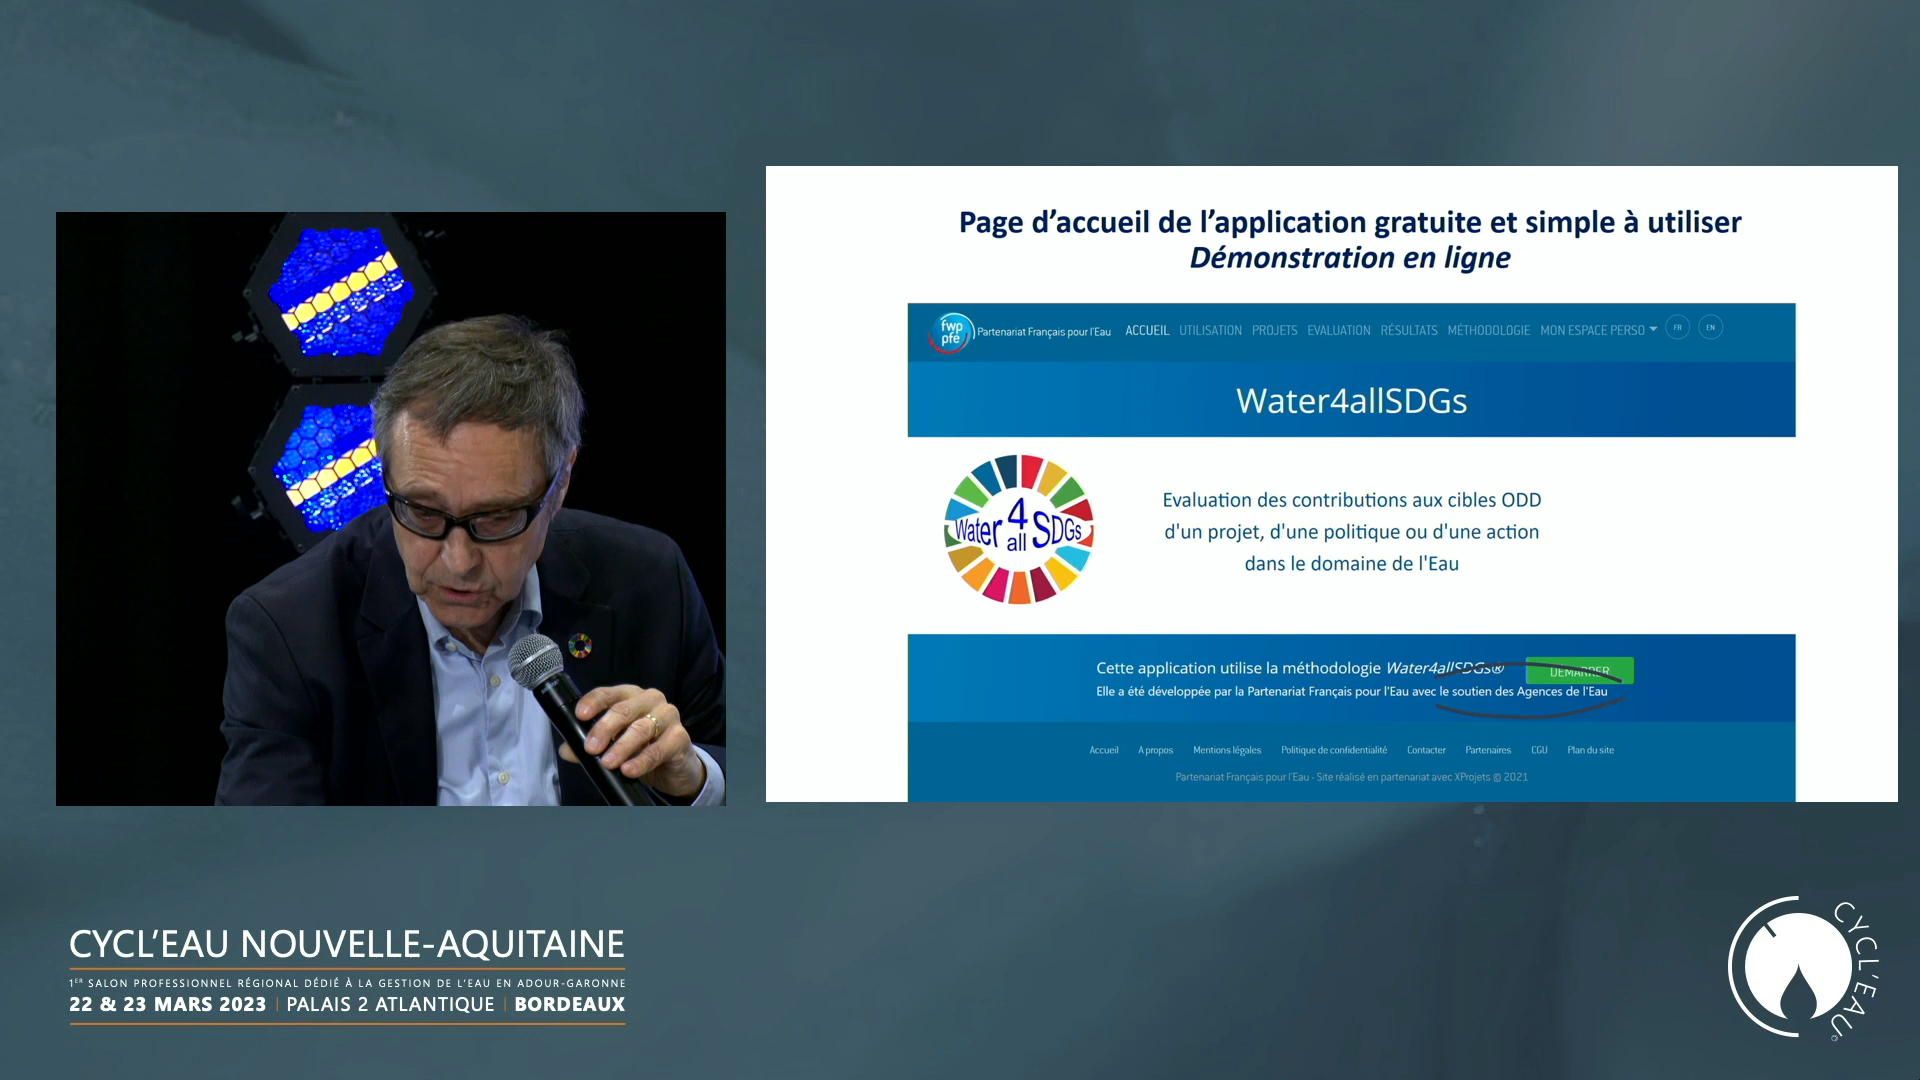 Page d’accueil de l’application gratuite et simple à utiliser
Démonstration en ligne
fwp
pfe
Partenariat Français pour l'Eau
ACCUEIL UTILISATION PROJETS EVALUATION RÉSULTATS MÉTHODOLOGIE MON ESPACE PERSO FR EN
Water4allSDGs
Water 4 all SDGs
Evaluation des contributions aux cibles ODD
d'un projet, d'une politique ou d'une action
dans le domaine de l'Eau
Cette application utilise la méthodologie Water4allSDGs®
DÉMARRER
Elle a été développée par la Partenariat Français pour l'Eau avec le soutien des Agences de l'Eau
Accueil A propos Mentions légales Politique de confidentialité Contacter Partenaires CGU Plan du site
Partenariat Français pour l'Eau - Site réalisé en partenariat avec XProjets © 2021
CYCL’EAU NOUVELLE-AQUITAINE
1ER SALON PROFESSIONNEL RÉGIONAL DÉDIÉ À LA GESTION DE L’EAU EN ADOUR-GARONNE
22 & 23 MARS 2023 | PALAIS 2 ATLANTIQUE | BORDEAUX
CYCL’EAU